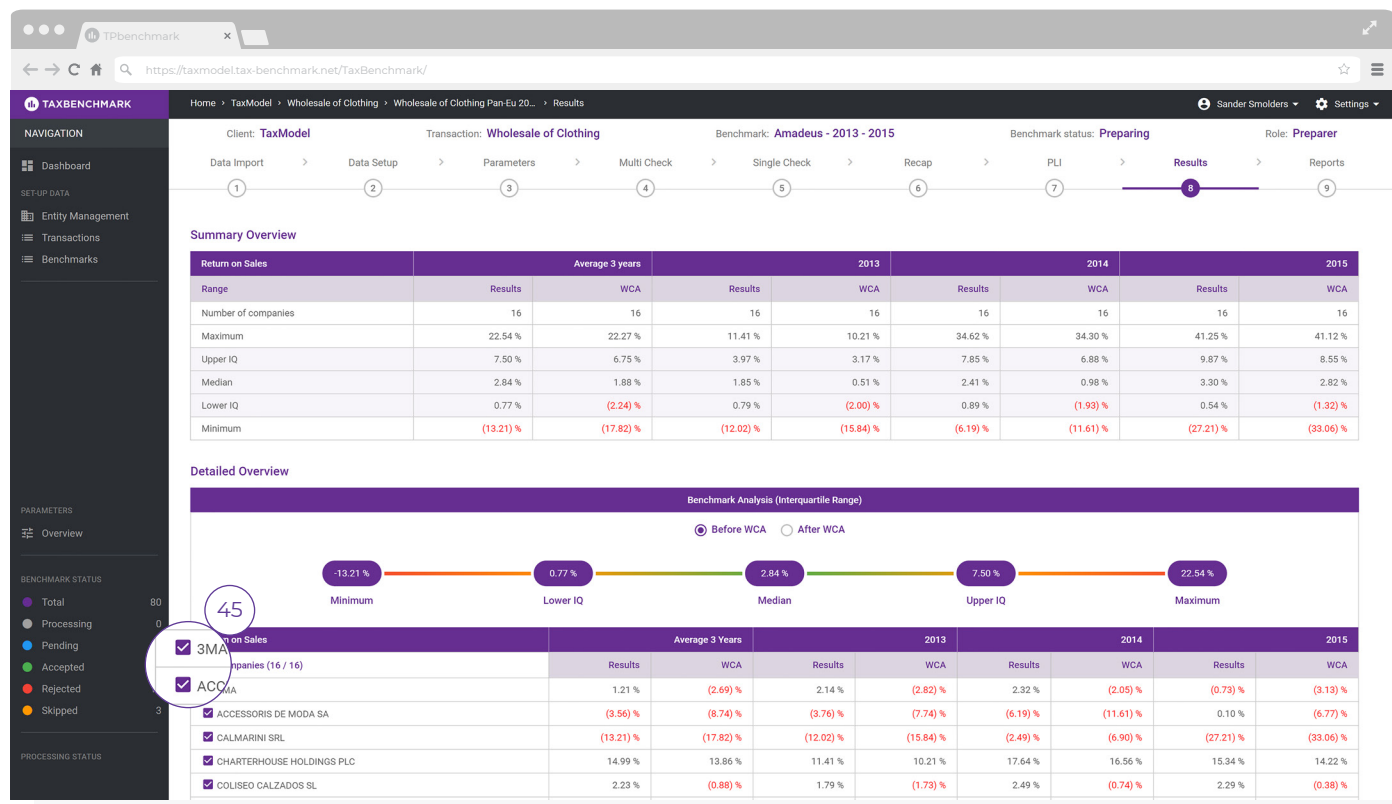 TPbenchmark ×
https://taxmodel.tax-benchmark.net/TaxBenchmark/
TAXBENCHMARK
Home › TaxModel › Wholesale of Clothing › Wholesale of Clothing Pan-Eu 20... › Results
Sander Smolders Settings
NAVIGATION
Dashboard
SET-UP DATA
Entity Management
Transactions
Benchmarks
PARAMETERS
Overview
BENCHMARK STATUS
Total 80
Processing 0
Pending
Accepted
Rejected
Skipped 3
PROCESSING STATUS
Client: TaxModel Transaction: Wholesale of Clothing Benchmark: Amadeus - 2013 - 2015 Benchmark status: Preparing Role: Preparer
Data Import > Data Setup > Parameters > Multi Check > Single Check > Recap > PLI > Results > Reports
1 2 3 4 5 6 7 8 9
Summary Overview
Return on Sales Average 3 years 2013 2014 2015
Range Results WCA Results WCA Results WCA Results WCA
Number of companies 16 16 16 16 16 16 16 16
Maximum 22.54 % 22.27 % 11.41 % 10.21 % 34.62 % 34.30 % 41.25 % 41.12 %
Upper IQ 7.50 % 6.75 % 3.97 % 3.17 % 7.85 % 6.88 % 9.87 % 8.55 %
Median 2.84 % 1.88 % 1.85 % 0.51 % 2.41 % 0.98 % 3.30 % 2.82 %
Lower IQ 0.77 % (2.24) % 0.79 % (2.00) % 0.89 % (1.93) % 0.54 % (1.32) %
Minimum (13.21) % (17.82) % (12.02) % (15.84) % (6.19) % (11.61) % (27.21) % (33.06) %
Detailed Overview
Benchmark Analysis (Interquartile Range)
Before WCA After WCA
-13.21 % 0.77 % 2.84 % 7.50 % 22.54 %
Minimum Lower IQ Median Upper IQ Maximum
45
3MA
ACC
on Sales Average 3 Years 2013 2014 2015
(16 / 16) Results WCA Results WCA Results WCA Results WCA
1.21 % (2.69) % 2.14 % (2.82) % 2.32 % (2.05) % (0.73) % (3.13) %
ACCESSORIS DE MODA SA (3.56) % (8.74) % (3.76) % (7.74) % (6.19) % (11.61) % 0.10 % (6.77) %
CALMARINI SRL (13.21) % (17.82) % (12.02) % (15.84) % (2.49) % (6.90) % (27.21) % (33.06) %
CHARTERHOUSE HOLDINGS PLC 14.99 % 13.86 % 11.41 % 10.21 % 17.64 % 16.56 % 15.34 % 14.22 %
COLISEO CALZADOS SL 2.23 % (0.88) % 1.79 % (1.73) % 2.49 % (0.74) % 2.29 % (0.38) %